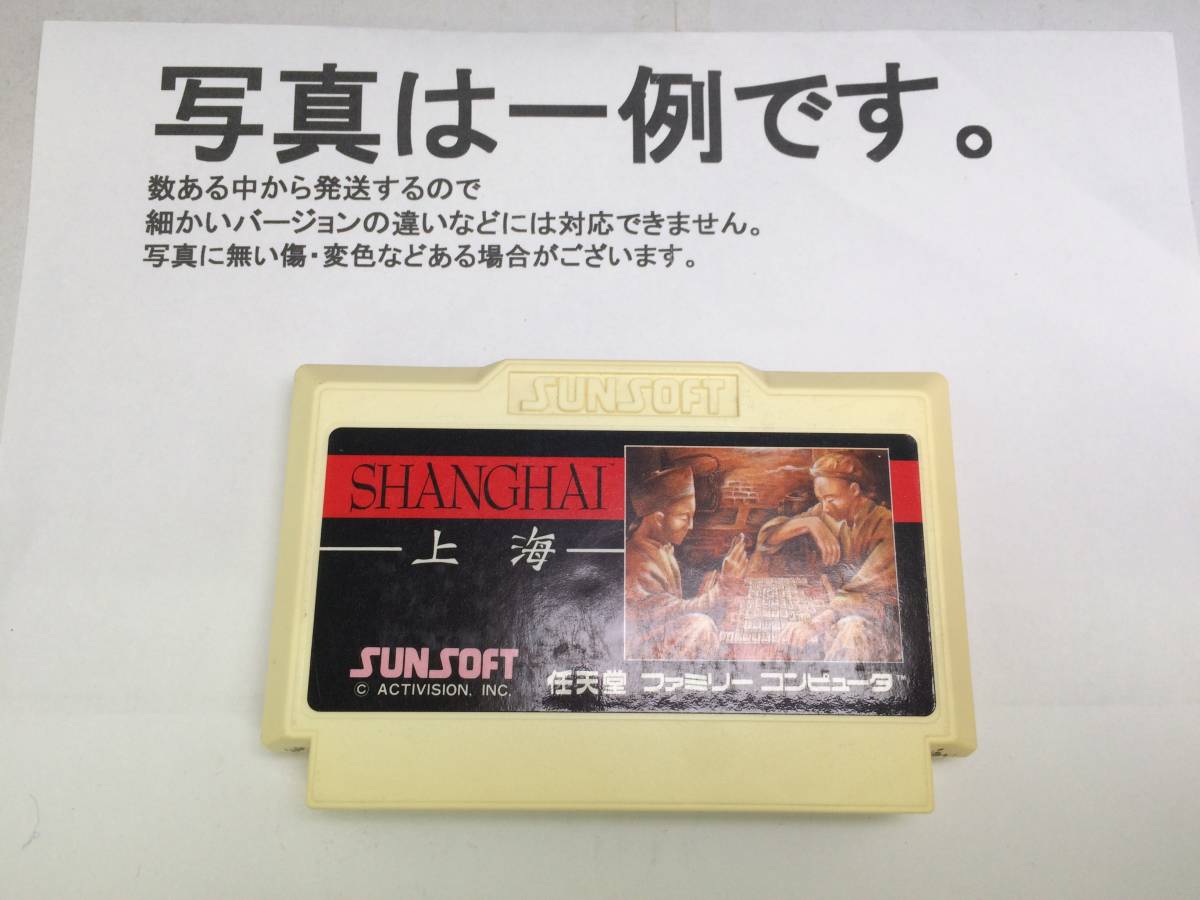 写真は一例です。
数ある中から発送するので
細かいバージョンの違いなどには対応できません。
写真に無い傷・変色などある場合がございます。
SUNSOFT
SHANGHAI™
上海
SUNSOFT
© ACTIVISION, INC.
任天堂 ファミリー コンピュータ™